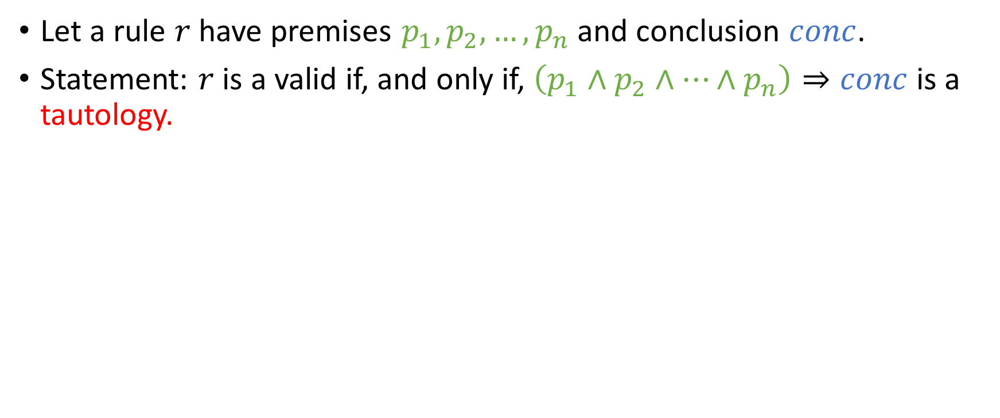 • Let a rule 𝑟 have premises 𝑝₁, 𝑝₂, … , 𝑝ₙ and conclusion 𝑐𝑜𝑛𝑐.
• Statement: 𝑟 is a valid if, and only if, (𝑝₁ ∧ 𝑝₂ ∧ ⋯ ∧ 𝑝ₙ) ⇒ 𝑐𝑜𝑛𝑐 is a
tautology.